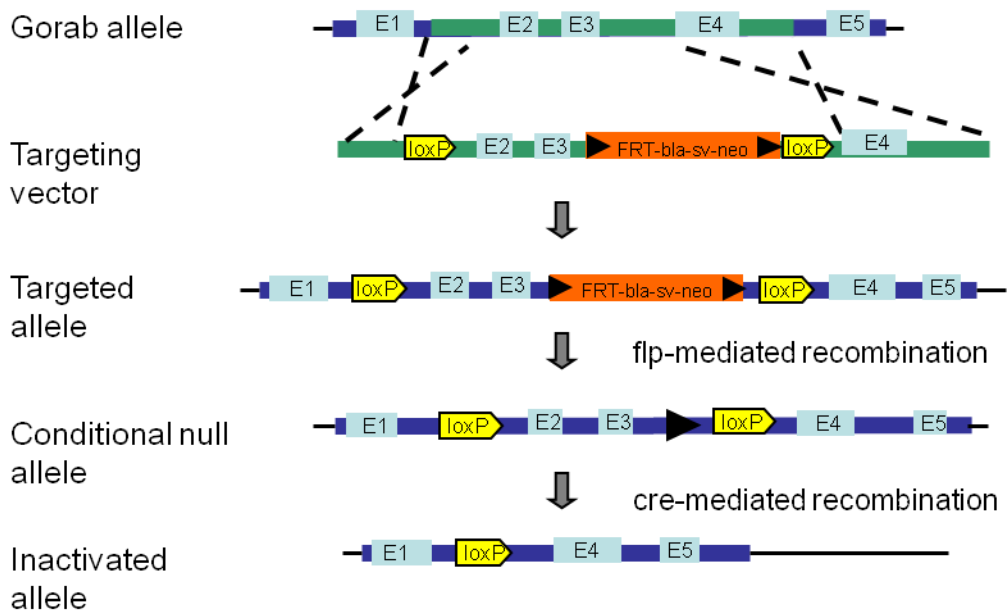 Gorab allele
E1 E2 E3 E4 E5
Targeting
vector
loxP E2 E3 FRT-bla-sv-neo loxP E4
Targeted
allele
E1 loxP E2 E3 FRT-bla-sv-neo loxP E4 E5
flp-mediated recombination
Conditional null
allele
E1 loxP E2 E3 loxP E4 E5
cre-mediated recombination
Inactivated
allele
E1 loxP E4 E5